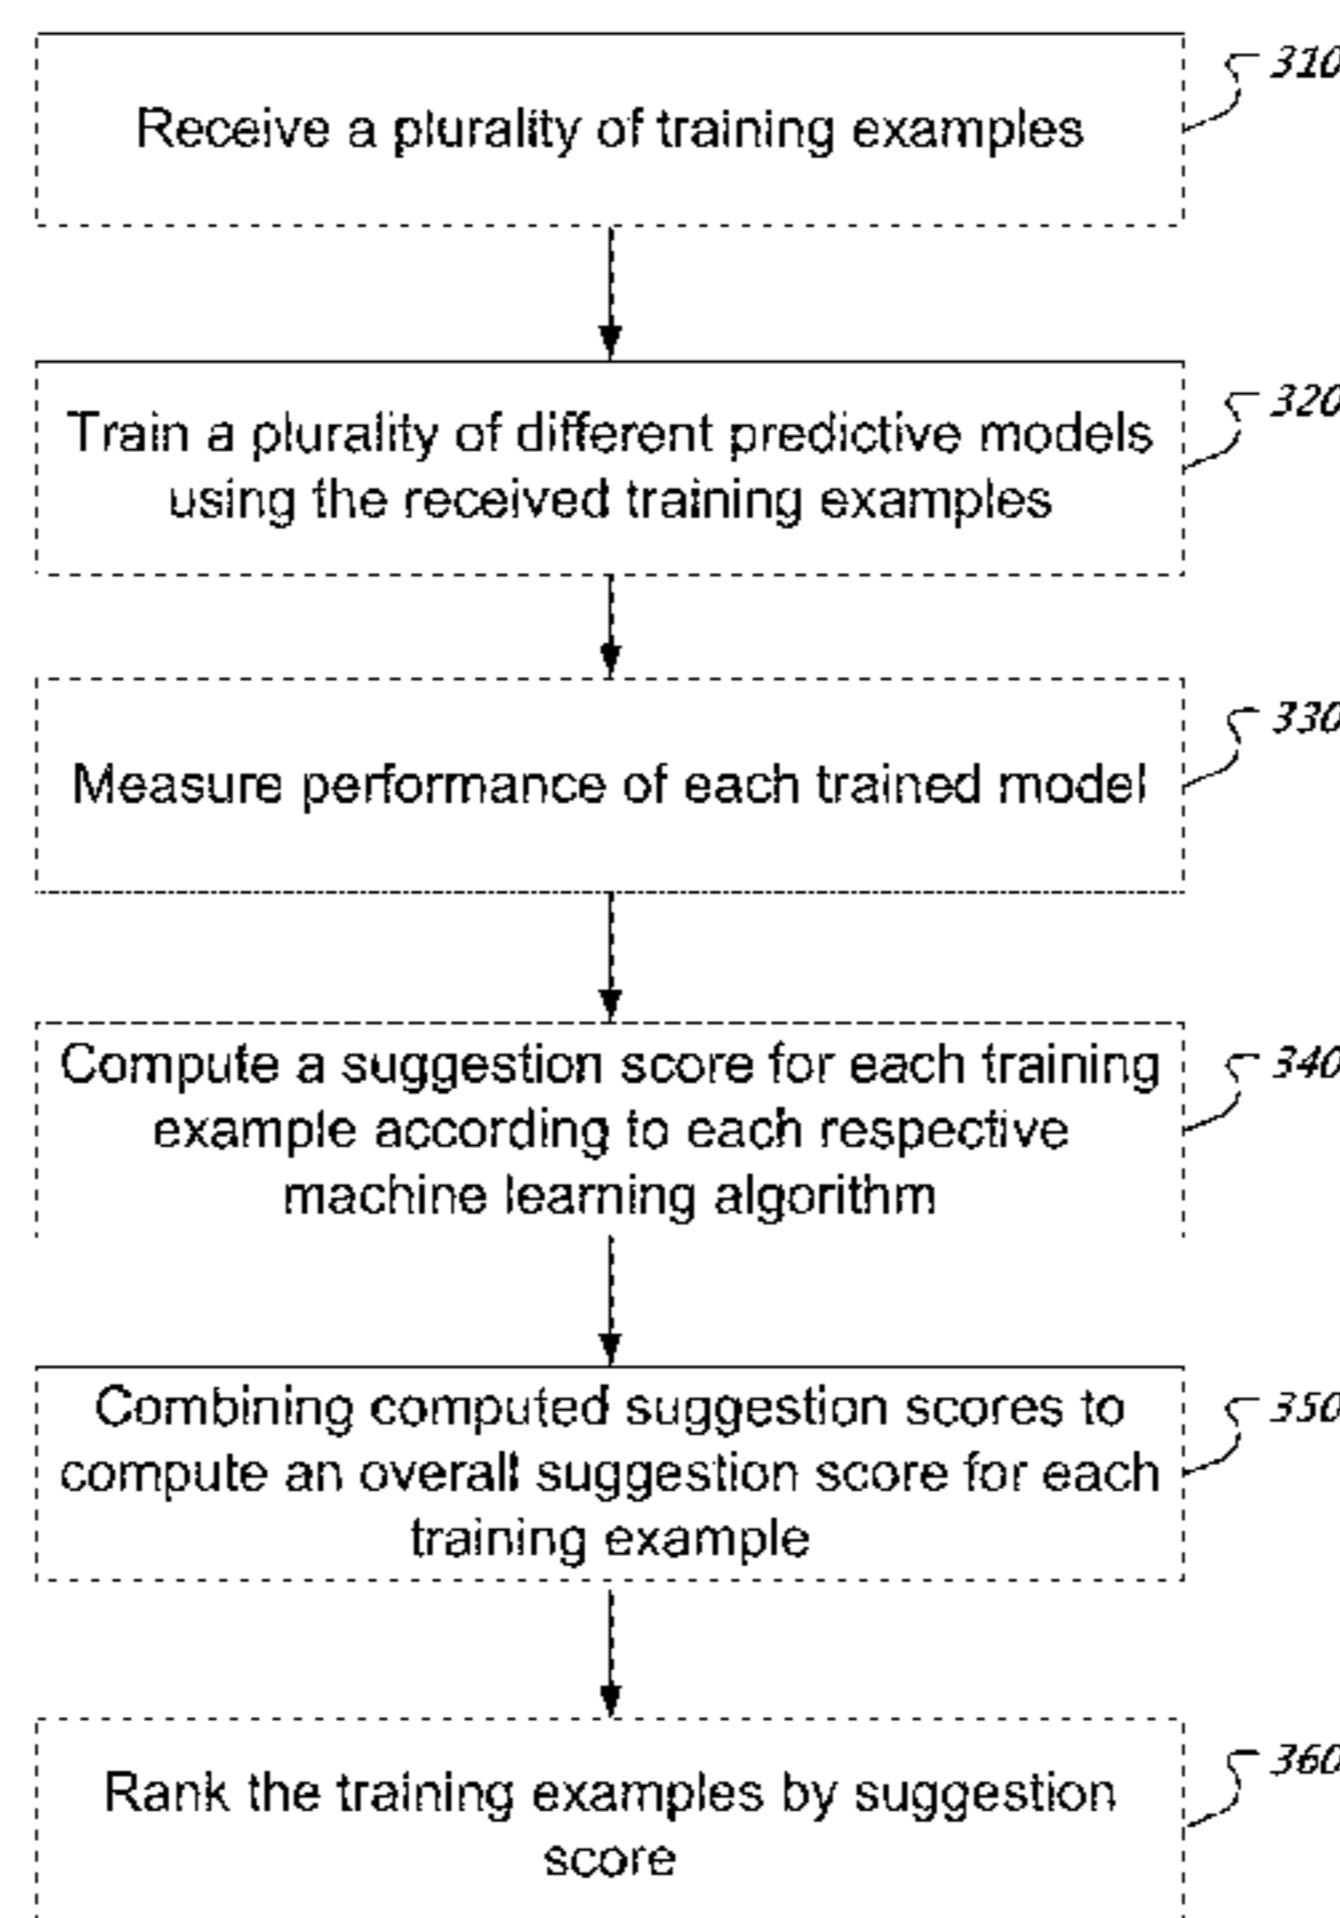 Receive a plurality of training examples
310
Train a plurality of different predictive models
using the received training examples
320
Measure performance of each trained model
330
Compute a suggestion score for each training
example according to each respective
machine learning algorithm
340
Combining computed suggestion scores to
compute an overall suggestion score for each
training example
350
Rank the training examples by suggestion
score
360